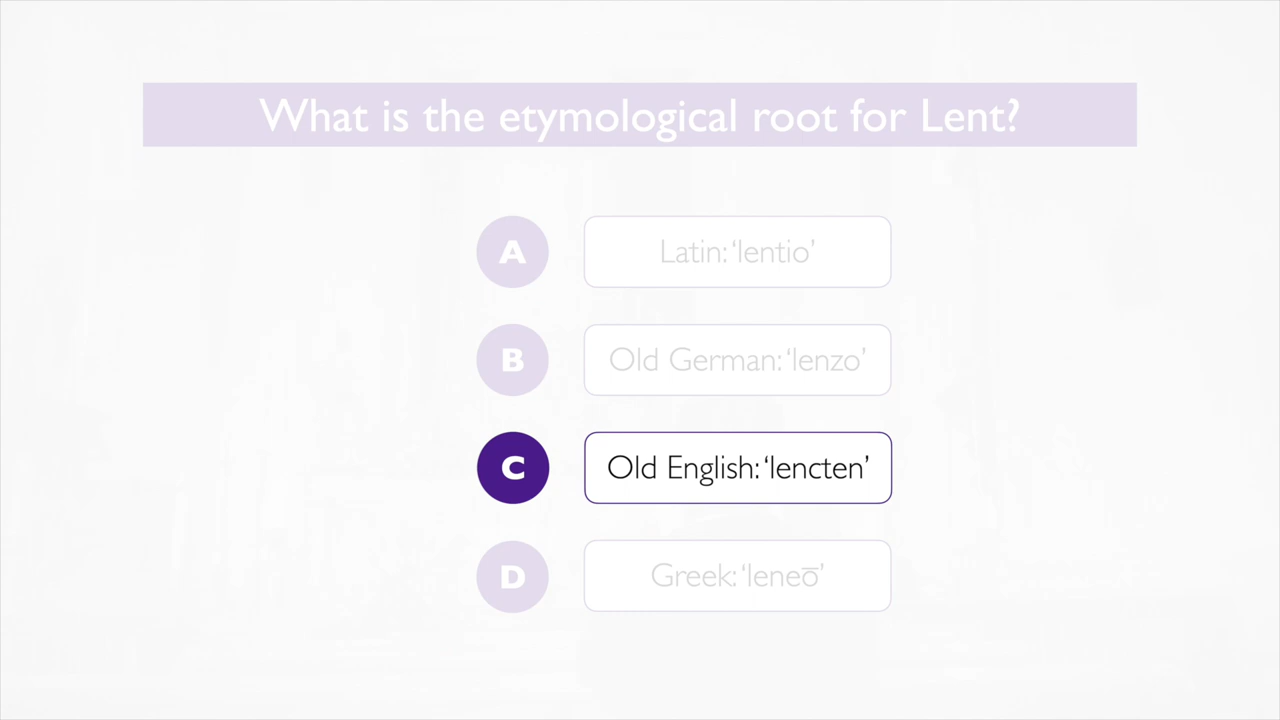 What is the etymological root for Lent?
A Latin: ‘lentio’
B Old German: ‘lenzo’
C Old English: ‘lencten’
D Greek: ‘leneō’